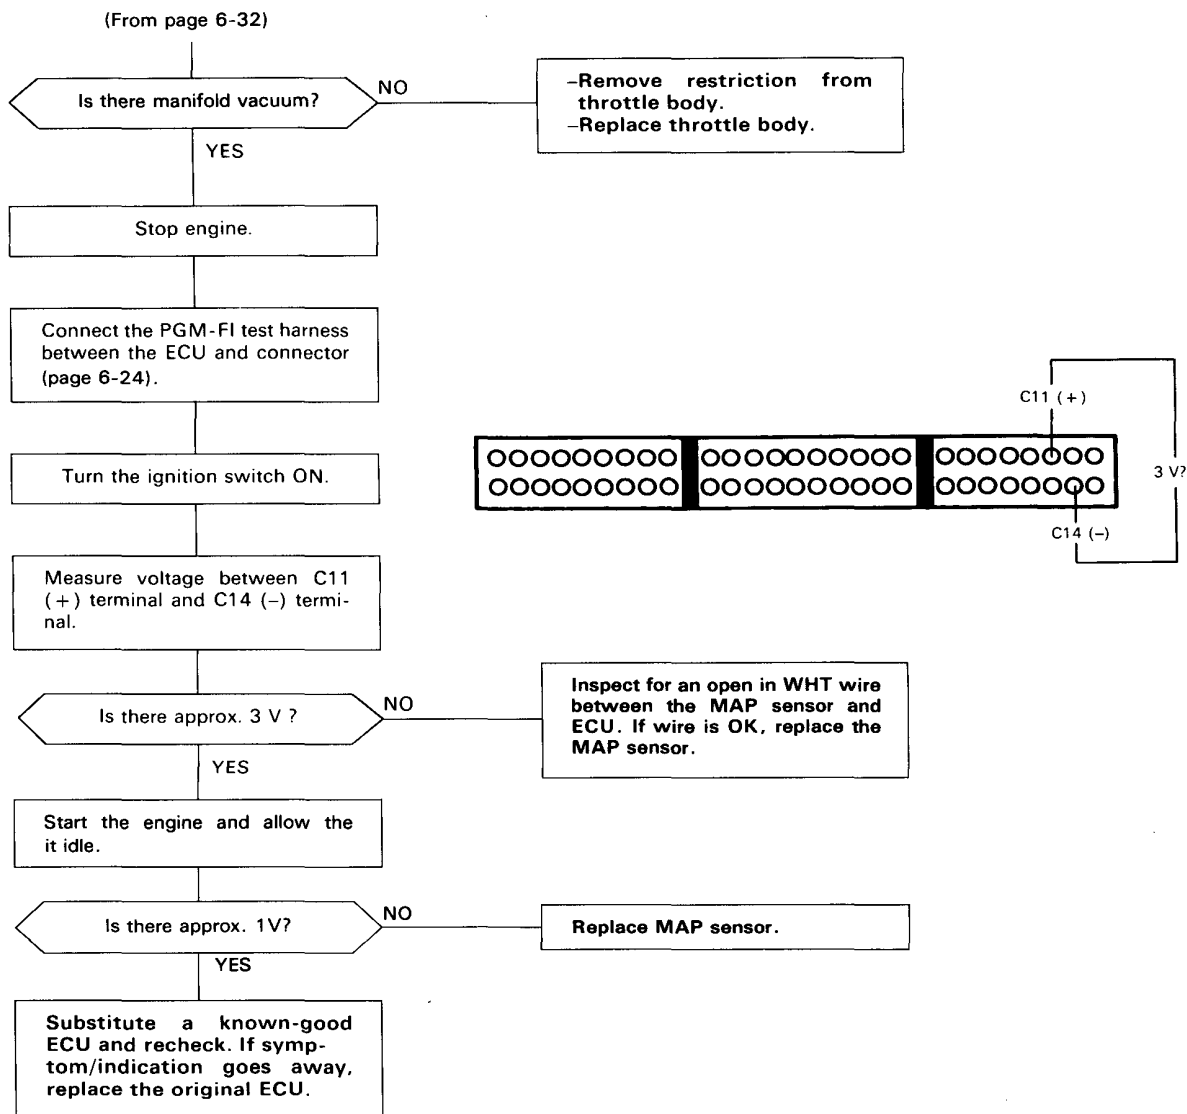 (From page 6-32)
Is there manifold vacuum?
NO
–Remove restriction from
throttle body.
–Replace throttle body.
YES
Stop engine.
Connect the PGM-FI test harness
between the ECU and connector
(page 6-24).
Turn the ignition switch ON.
C11 (+)
3 V?
C14 (–)
Measure voltage between C11
(+) terminal and C14 (–) termi-
nal.
Is there approx. 3 V ?
NO
Inspect for an open in WHT wire
between the MAP sensor and
ECU. If wire is OK, replace the
MAP sensor.
YES
Start the engine and allow the
it idle.
Is there approx. 1V?
NO
Replace MAP sensor.
YES
Substitute a known-good
ECU and recheck. If symp-
tom/indication goes away,
replace the original ECU.